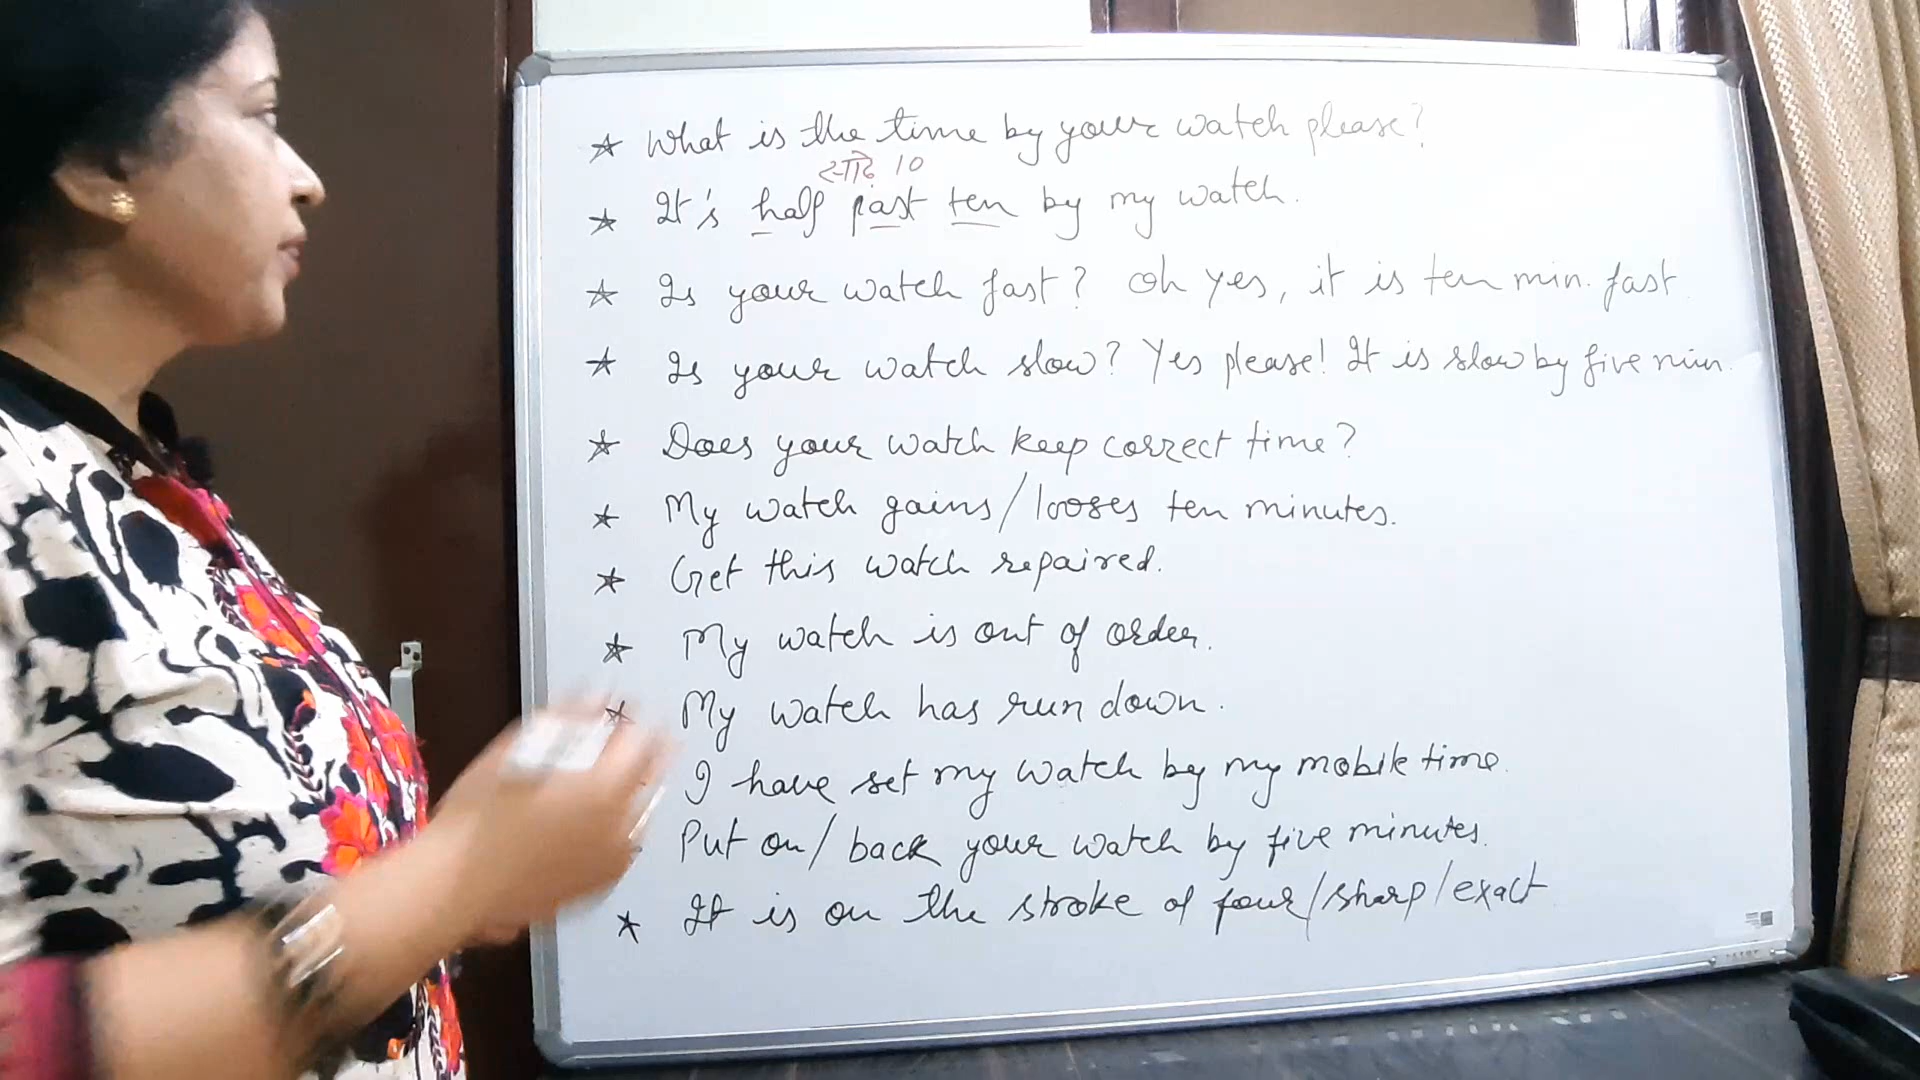 What is the time by your watch please?
साढ़े 10
It's half past ten by my watch.
Is your watch fast? Oh yes, it is ten min. fast.
Is your watch slow? Yes please! It is slow by five min.
Does your watch keep correct time?
My watch gains/looses ten minutes.
Get this watch repaired.
My watch is out of order.
My watch has run down.
I have set my watch by my mobile time.
Put on/back your watch by five minutes.
It is on the stroke of four/sharp/exact